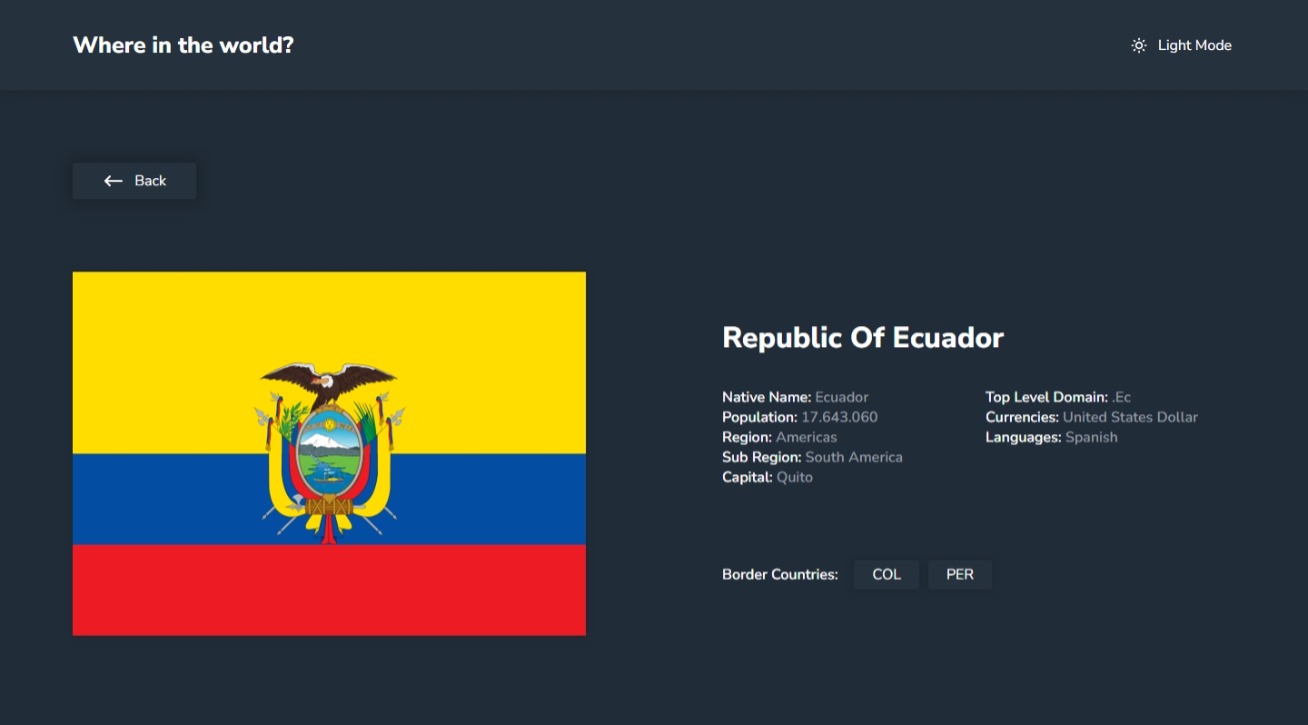 Where in the world?
Light Mode
Back
Republic Of Ecuador
Native Name: Ecuador
Population: 17.643.060
Region: Americas
Sub Region: South America
Capital: Quito
Top Level Domain: .Ec
Currencies: United States Dollar
Languages: Spanish
Border Countries: COL PER